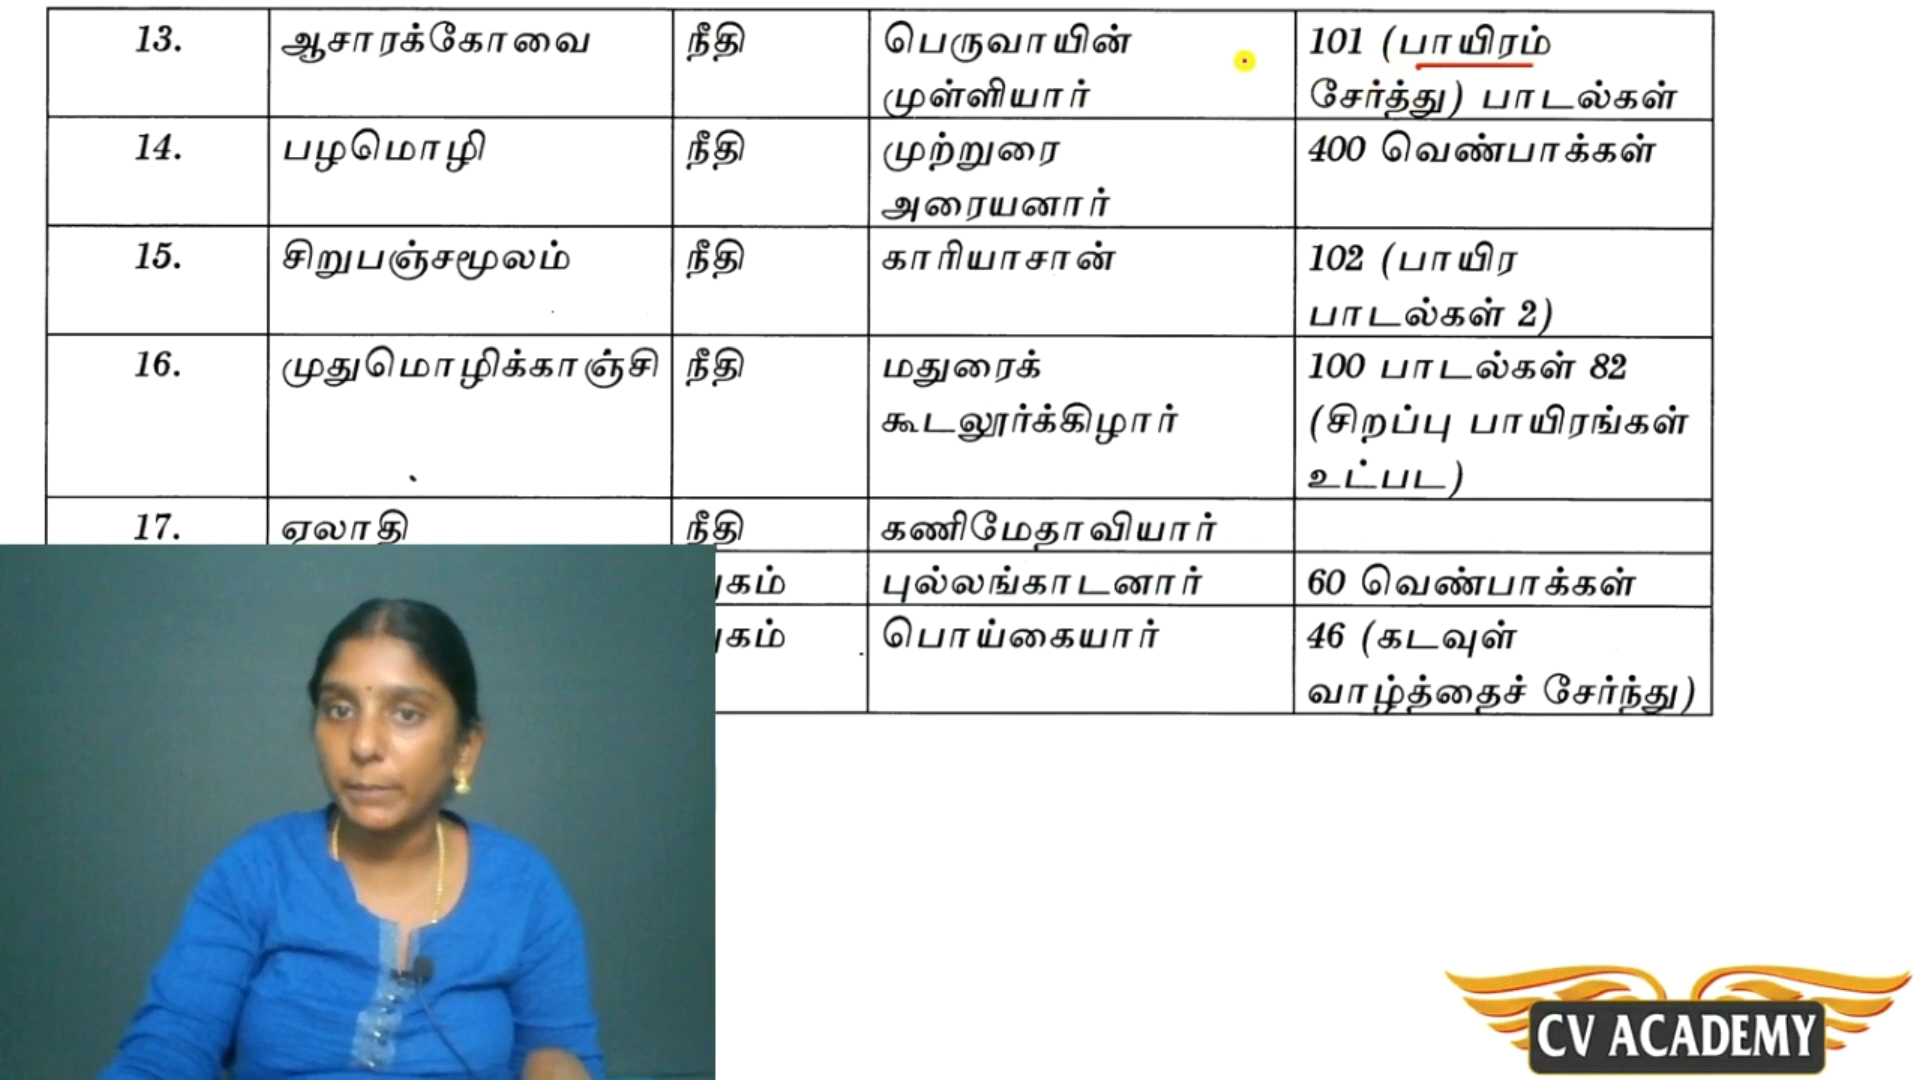 13. ஆசாரக்கோவை நீதி பெருவாயின் 101 (பாயிரம்
முள்ளியார் சேர்த்து) பாடல்கள்
14. பழமொழி நீதி முற்றுரை 400 வெண்பாக்கள்
அரையனார்
15. சிறுபஞ்சமூலம் நீதி காரியாசான் 102 (பாயிர
பாடல்கள் 2)
16. முதுமொழிக்காஞ்சி நீதி மதுரைக் 100 பாடல்கள் 82
கூடலூர்க்கிழார் (சிறப்பு பாயிரங்கள்
உட்பட)
17. ஏலாதி நீதி கணிமேதாவியார்
புல்லங்காடனார் 60 வெண்பாக்கள்
பொய்கையார் 46 (கடவுள்
வாழ்த்தைச் சேர்ந்து)
CV ACADEMY